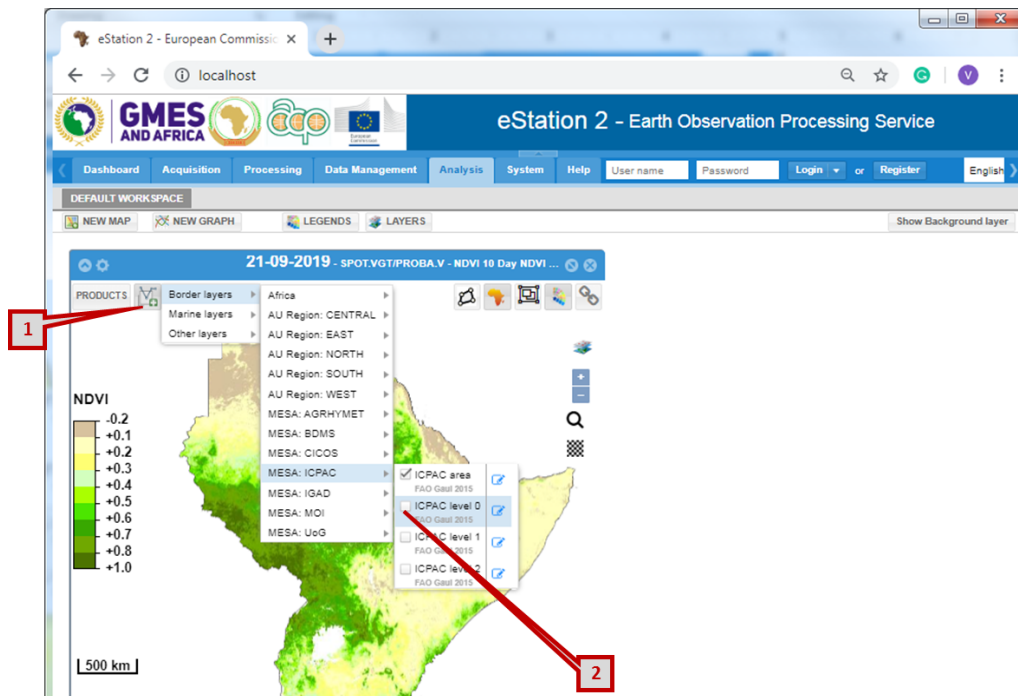 eStation 2 - European Commissic
localhost
V
GMES
AND AFRICA
acp
European
Commission
eStation 2 – Earth Observation Processing Service
Dashboard Acquisition Processing Data Management Analysis System Help User name Password Login or Register English
DEFAULT WORKSPACE
NEW MAP NEW GRAPH LEGENDS LAYERS Show Background layer
21-09-2019 - SPOT.VGT/PROBA.V - NDVI 10 Day NDVI ...
PRODUCTS
Border layers
Marine layers
Other layers
Africa
AU Region: CENTRAL
AU Region: EAST
AU Region: NORTH
AU Region: SOUTH
AU Region: WEST
MESA: AGRHYMET
MESA: BDMS
MESA: CICOS
MESA: ICPAC
MESA: IGAD
MESA: MOI
MESA: UoG
ICPAC area
FAO Gaul 2015
ICPAC level 0
FAO Gaul 2015
ICPAC level 1
FAO Gaul 2015
ICPAC level 2
FAO Gaul 2015
1
NDVI
-0.2
+0.1
+0.2
+0.3
+0.4
+0.5
+0.6
+0.7
+0.8
+1.0
500 km
2